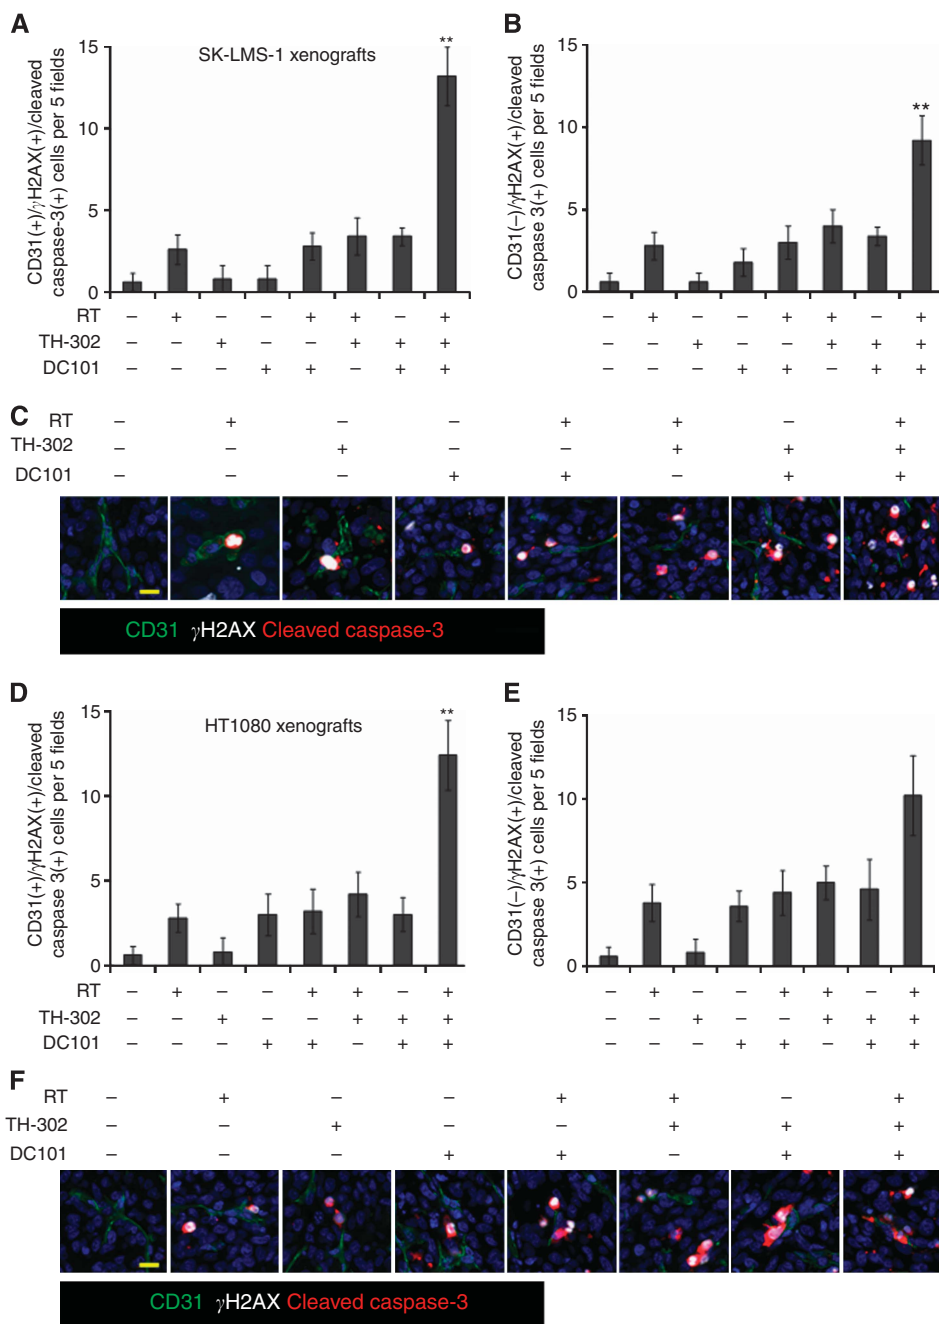 A
SK-LMS-1 xenografts
CD31(+)/γH2AX(+)/cleaved
caspase-3(+) cells per 5 fields
15
10
5
0
**
RT − + − − + + − +
TH-302 − − + − − + + +
DC101 − − − + + − + +
B
CD31(−)/γH2AX(+)/cleaved
caspase 3(+) cells per 5 fields
15
10
5
0
**
− + − − + + − +
− − + − − + + +
− − − + + − + +
C
RT − + − − + + − +
TH-302 − − + − − + + +
DC101 − − − + + − + +
CD31 γH2AX Cleaved caspase-3
D
HT1080 xenografts
CD31(+)/γH2AX(+)/cleaved
caspase 3(+) cells per 5 fields
15
10
5
0
**
RT − + − − + + − +
TH-302 − − + − − + + +
DC101 − − − + + − + +
E
CD31(−)/γH2AX(+)/cleaved
caspase 3(+) cells per 5 fields
15
10
5
0
− + − − + + − +
− − + − − + + +
− − − + + − + +
F
RT − + − − + + − +
TH-302 − − + − − + + +
DC101 − − − + + − + +
CD31 γH2AX Cleaved caspase-3